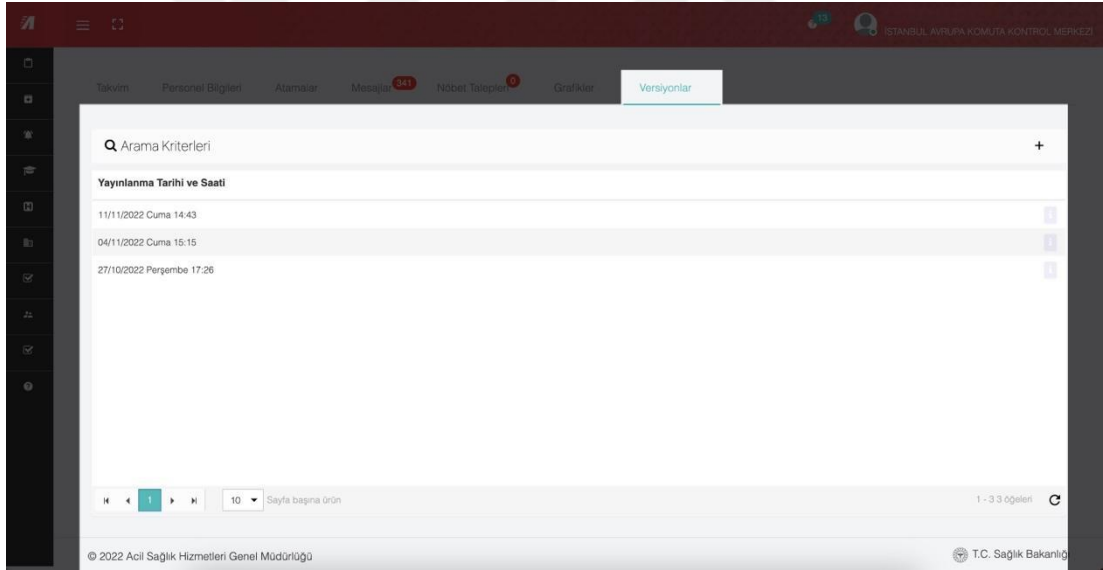 13
İSTANBUL AVRUPA KOMUTA KONTROL MERKEZİ
Takvim Personel Bilgileri Atamalar Mesajlar 341 Nöbet Talepleri 0 Grafikler Versiyonlar
Arama Kriterleri +
Yayınlanma Tarihi ve Saati
11/11/2022 Cuma 14:43
04/11/2022 Cuma 15:15
27/10/2022 Perşembe 17:26
1 10 Sayfa başına ürün 1 - 3 3 öğeleri
© 2022 Acil Sağlık Hizmetleri Genel Müdürlüğü T.C. Sağlık Bakanlığı